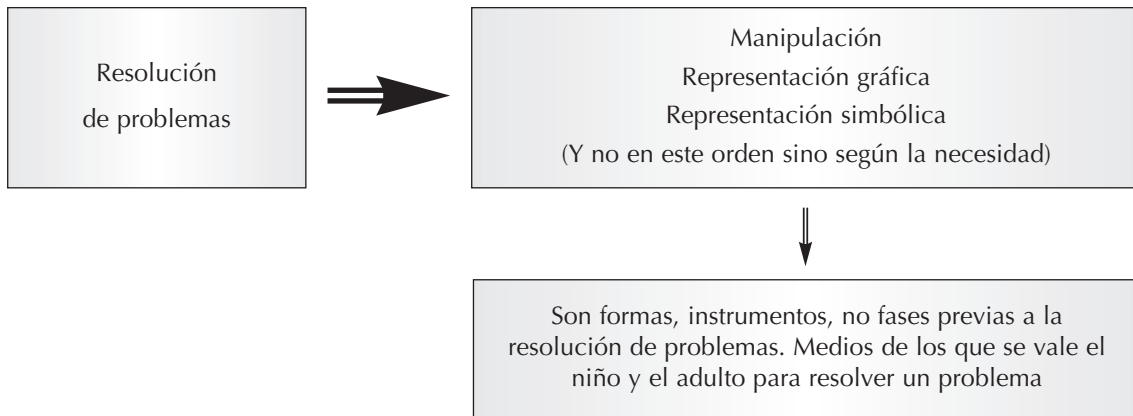 Resolución
de problemas
Manipulación
Representación gráfica
Representación simbólica
(Y no en este orden sino según la necesidad)
Son formas, instrumentos, no fases previas a la
resolución de problemas. Medios de los que se vale el
niño y el adulto para resolver un problema